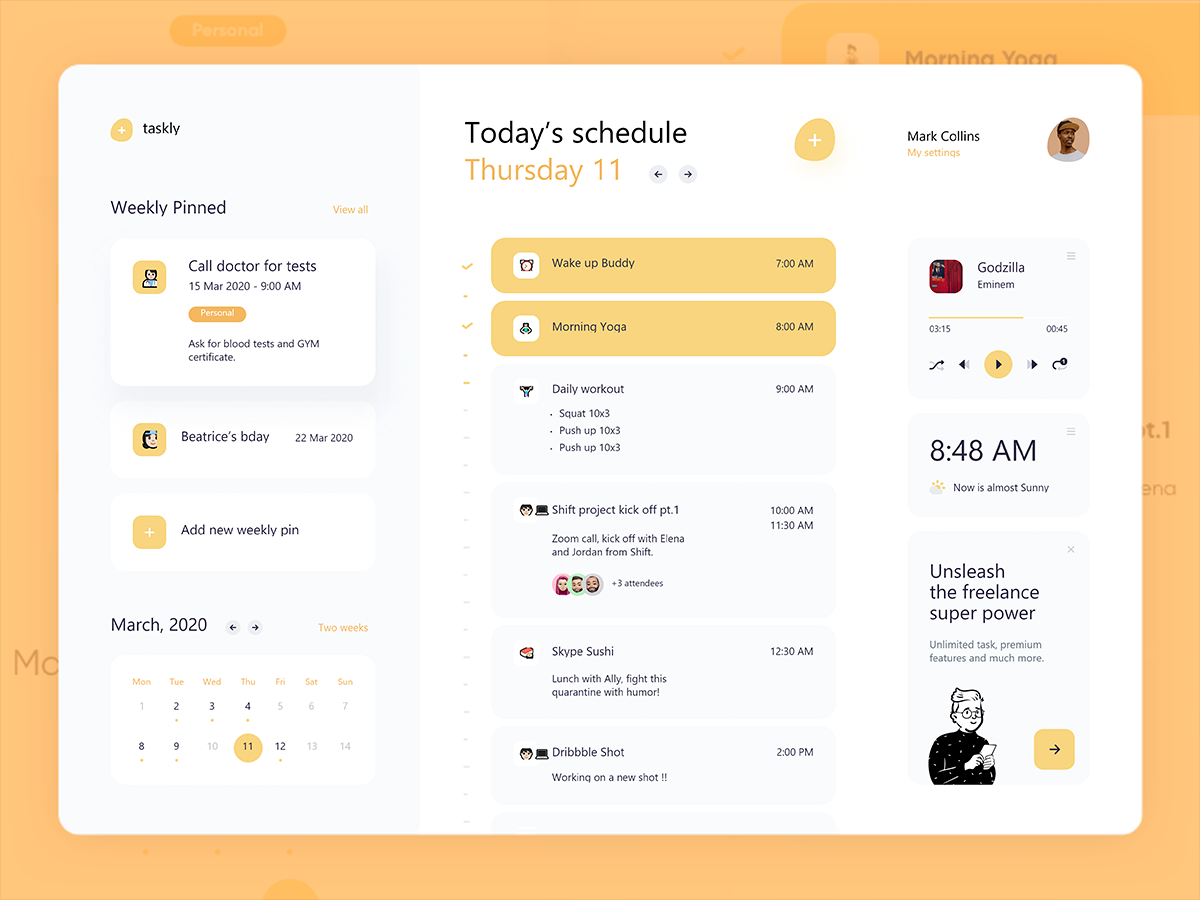 Personal
Morning Yoga
taskly
Weekly Pinned
View all
Call doctor for tests
15 Mar 2020 - 9:00 AM
Personal
Ask for blood tests and GYM
certificate.
Beatrice's bday 22 Mar 2020
Add new weekly pin
March, 2020
Two weeks
Mon Tue Wed Thu Fri Sat Sun
1 2 3 4 5 6 7
8 9 10 11 12 13 14
Today's schedule
Thursday 11
Wake up Buddy 7:00 AM
Morning Yoga 8:00 AM
Daily workout 9:00 AM
· Squat 10x3
· Push up 10x3
· Push up 10x3
Shift project kick off pt.1 10:00 AM
11:30 AM
Zoom call, kick off with Elena
and Jordan from Shift.
+3 attendees
Skype Sushi 12:30 AM
Lunch with Ally, fight this
quarantine with humor!
Dribbble Shot 2:00 PM
Working on a new shot !!
Mark Collins
My settings
Godzilla
Eminem
03:15 00:45
1
8:48 AM
Now is almost Sunny
Unsleash
the freelance
super power
Unlimited task, premium
features and much more.
Mo
pt.1
ena